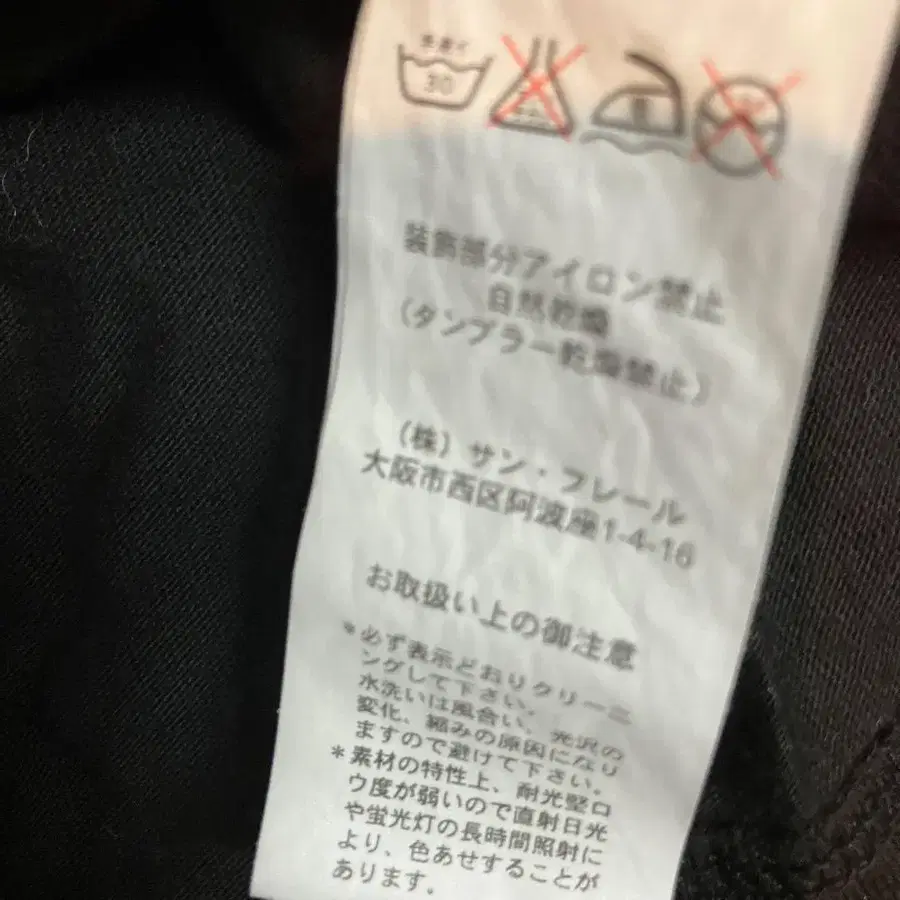 手洗イ
30
装飾部分アイロン禁止
自然乾燥
(タンブラー乾燥禁止)
(株)サン・フレール
大阪市西区阿波座1-4-16
お取扱い上の御注意
*必ず表示どおりクリーニ
ングして下さい。
水洗いは風合い、光沢の
変化、縮みの原因になり
ますので避けて下さい。
*素材の特性上、耐光堅ロ
ウ度が弱いので直射日光
や蛍光灯の長時間照射に
より、色あせすることが
あります。